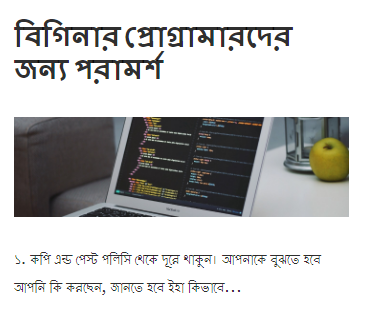 বিগিনার প্রোগ্রামারদের
জন্য পরামর্শ
১. কপি এন্ড পেস্ট পলিসি থেকে দূরে থাকুন। আপনাকে বুঝতে হবে
আপনি কি করছেন, জানতে হবে ইহা কিভাবে...